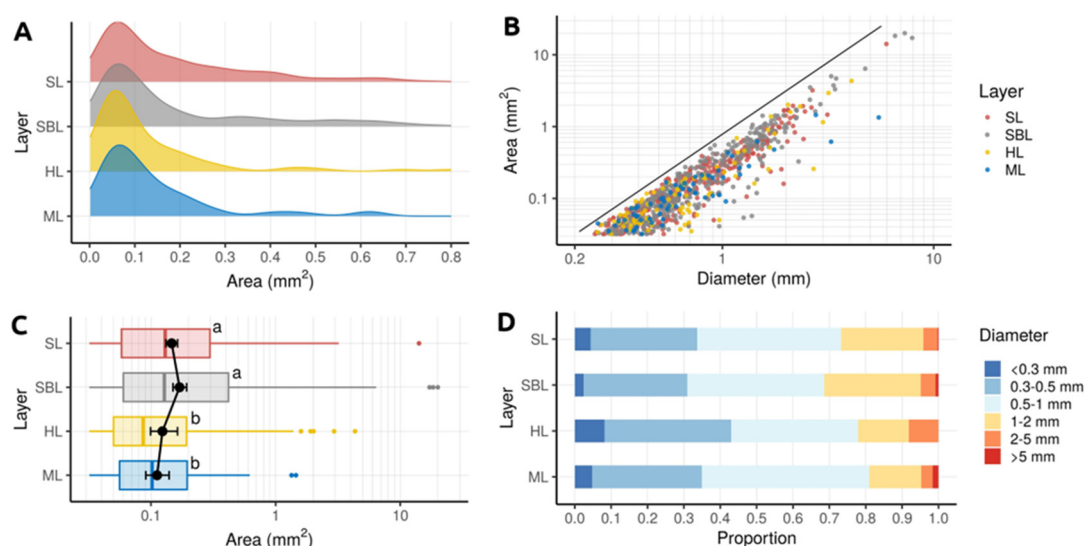 A
Layer
SL
SBL
HL
ML
0.0 0.1 0.2 0.3 0.4 0.5 0.6 0.7 0.8
Area (mm²)
B
Area (mm²)
10
1
0.1
0.2 1 10
Diameter (mm)
Layer
SL
SBL
HL
ML
C
Layer
SL a
SBL a
HL b
ML b
0.1 1 10
Area (mm²)
D
Layer
SL
SBL
HL
ML
0.0 0.1 0.2 0.3 0.4 0.5 0.6 0.7 0.8 0.9 1.0
Proportion
Diameter
<0.3 mm
0.3-0.5 mm
0.5-1 mm
1-2 mm
2-5 mm
>5 mm